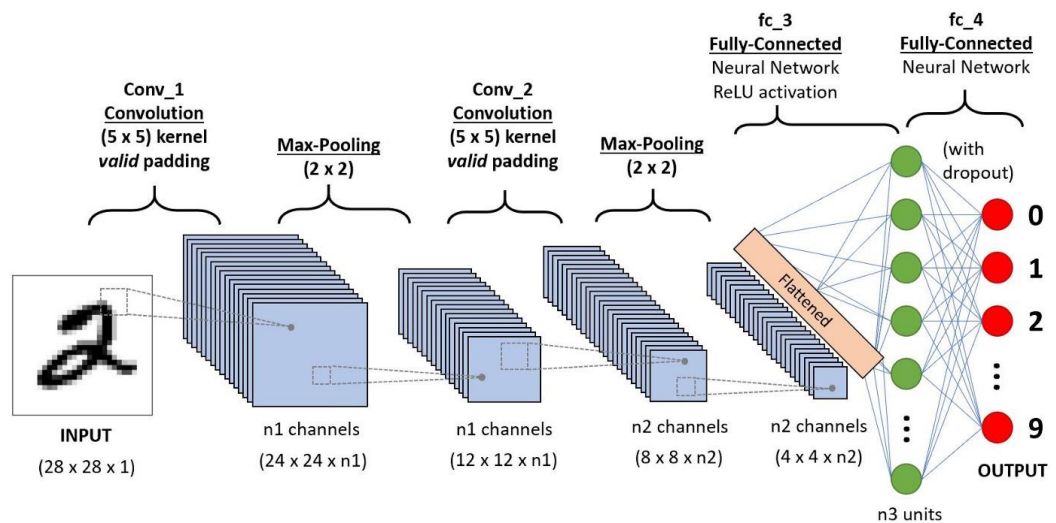 fc_3
Fully-Connected
Neural Network
ReLU activation
fc_4
Fully-Connected
Neural Network
Conv_1
Convolution
(5 x 5) kernel
valid padding
Max-Pooling
(2 x 2)
Conv_2
Convolution
(5 x 5) kernel
valid padding
Max-Pooling
(2 x 2)
(with
dropout)
Flattened
0
1
2
...
9
...
INPUT
(28 x 28 x 1)
n1 channels
(24 x 24 x n1)
n1 channels
(12 x 12 x n1)
n2 channels
(8 x 8 x n2)
n2 channels
(4 x 4 x n2)
n3 units
OUTPUT